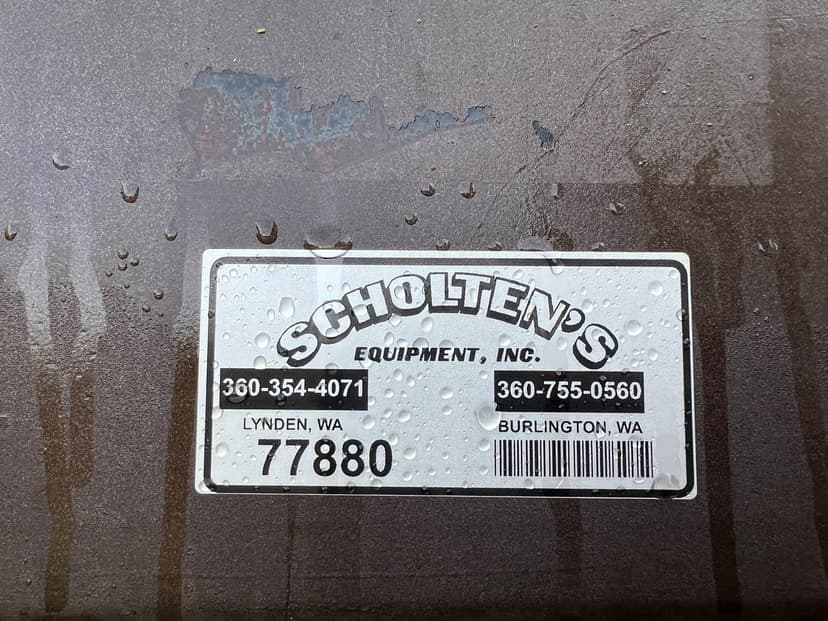 SCHOLTEN'S
EQUIPMENT, INC.
360-354-4071 360-755-0560
LYNDEN, WA BURLINGTON, WA
77880